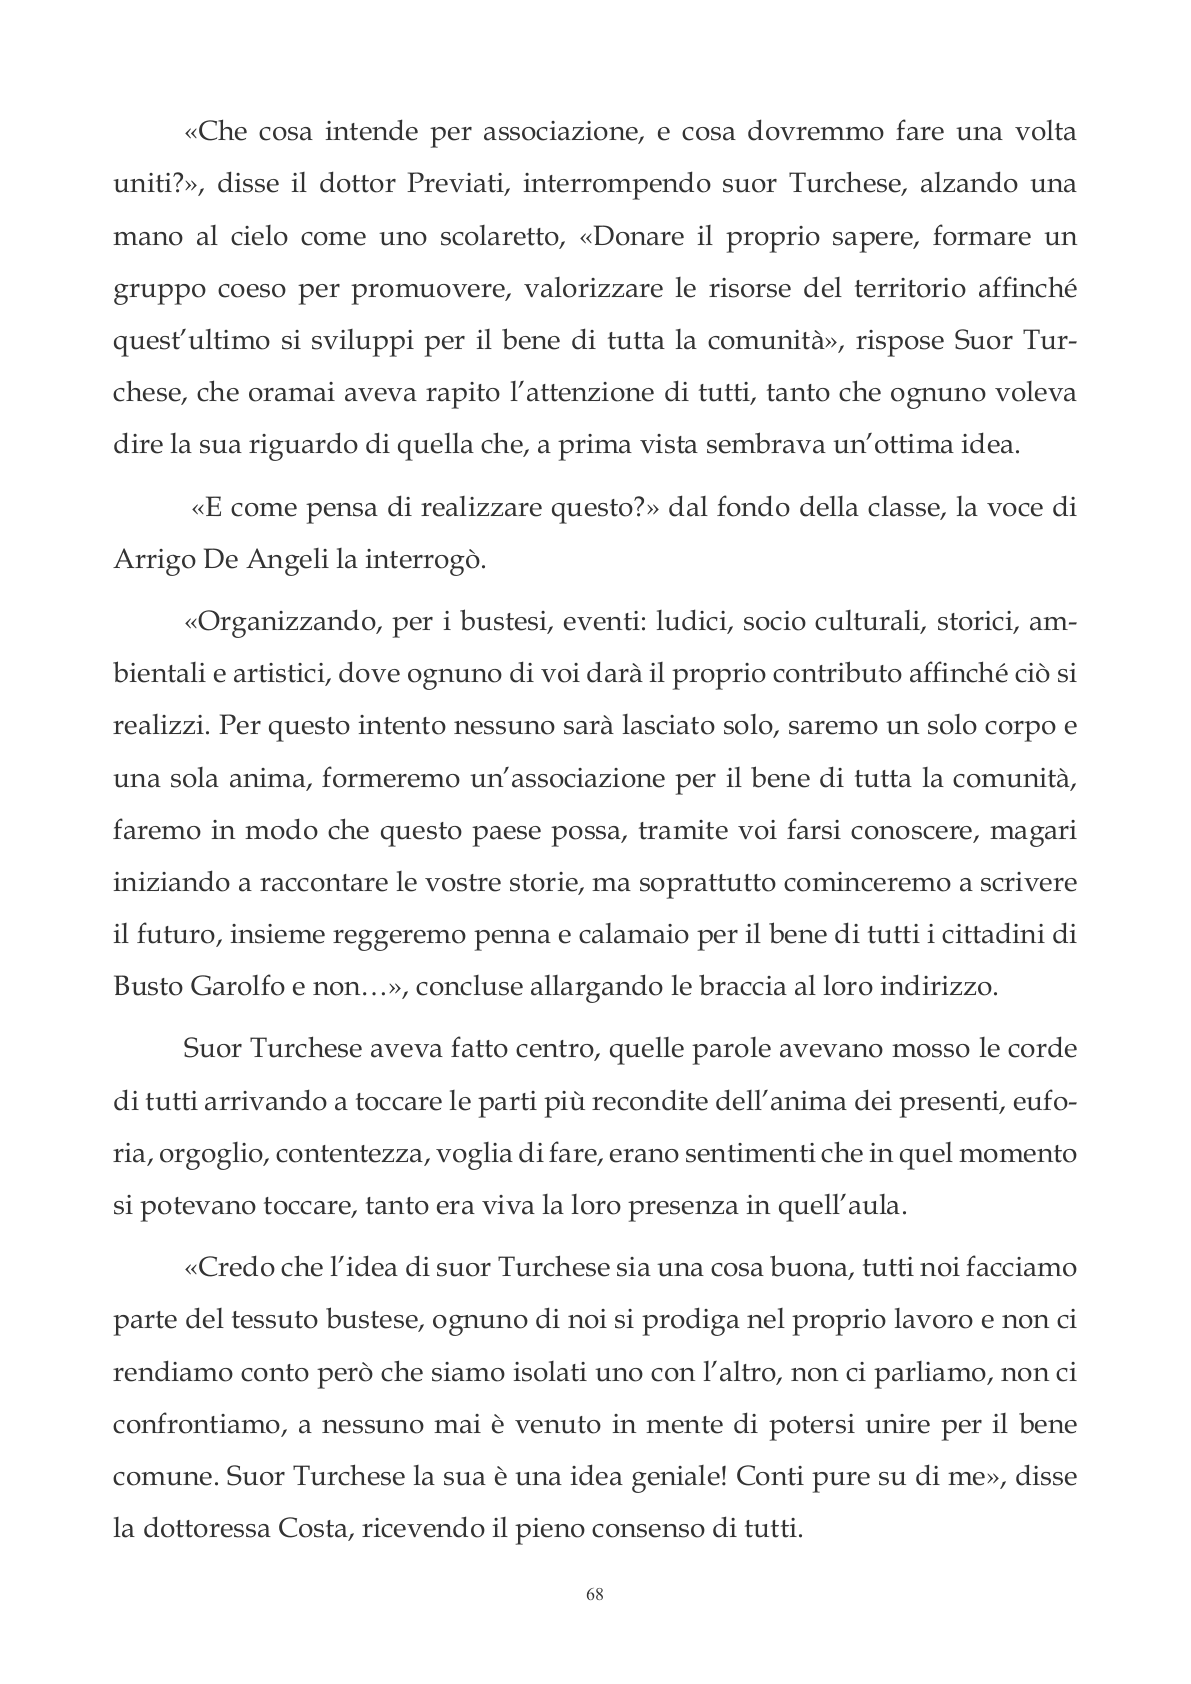 «Che cosa intende per associazione, e cosa dovremmo fare una volta
uniti?», disse il dottor Previati, interrompendo suor Turchese, alzando una
mano al cielo come uno scolaretto, «Donare il proprio sapere, formare un
gruppo coeso per promuovere, valorizzare le risorse del territorio affinché
quest’ultimo si sviluppi per il bene di tutta la comunità», rispose Suor Tur-
chese, che oramai aveva rapito l’attenzione di tutti, tanto che ognuno voleva
dire la sua riguardo di quella che, a prima vista sembrava un’ottima idea.
«E come pensa di realizzare questo?» dal fondo della classe, la voce di
Arrigo De Angeli la interrogò.
«Organizzando, per i bustesi, eventi: ludici, socio culturali, storici, am-
bientali e artistici, dove ognuno di voi darà il proprio contributo affinché ciò si
realizzi. Per questo intento nessuno sarà lasciato solo, saremo un solo corpo e
una sola anima, formeremo un’associazione per il bene di tutta la comunità,
faremo in modo che questo paese possa, tramite voi farsi conoscere, magari
iniziando a raccontare le vostre storie, ma soprattutto cominceremo a scrivere
il futuro, insieme reggeremo penna e calamaio per il bene di tutti i cittadini di
Busto Garolfo e non…», concluse allargando le braccia al loro indirizzo.
Suor Turchese aveva fatto centro, quelle parole avevano mosso le corde
di tutti arrivando a toccare le parti più recondite dell’anima dei presenti, eufo-
ria, orgoglio, contentezza, voglia di fare, erano sentimenti che in quel momento
si potevano toccare, tanto era viva la loro presenza in quell’aula.
«Credo che l’idea di suor Turchese sia una cosa buona, tutti noi facciamo
parte del tessuto bustese, ognuno di noi si prodiga nel proprio lavoro e non ci
rendiamo conto però che siamo isolati uno con l’altro, non ci parliamo, non ci
confrontiamo, a nessuno mai è venuto in mente di potersi unire per il bene
comune. Suor Turchese la sua è una idea geniale! Conti pure su di me», disse
la dottoressa Costa, ricevendo il pieno consenso di tutti.
68